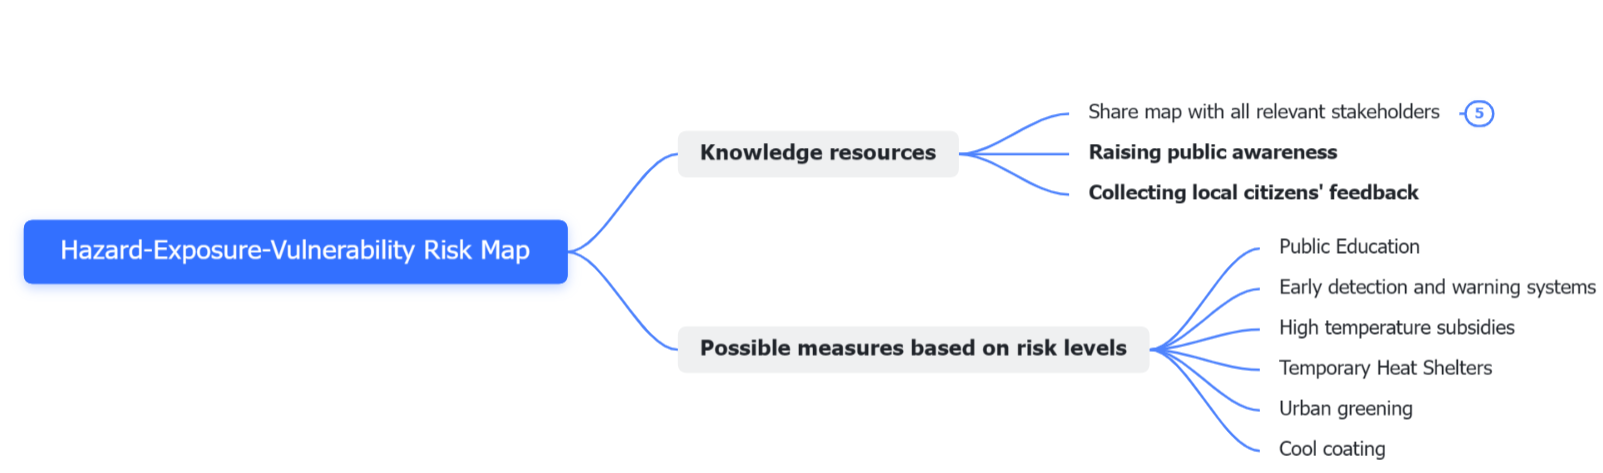 Hazard-Exposure-Vulnerability Risk Map
Knowledge resources
Share map with all relevant stakeholders 5
Raising public awareness
Collecting local citizens' feedback
Possible measures based on risk levels
Public Education
Early detection and warning systems
High temperature subsidies
Temporary Heat Shelters
Urban greening
Cool coating